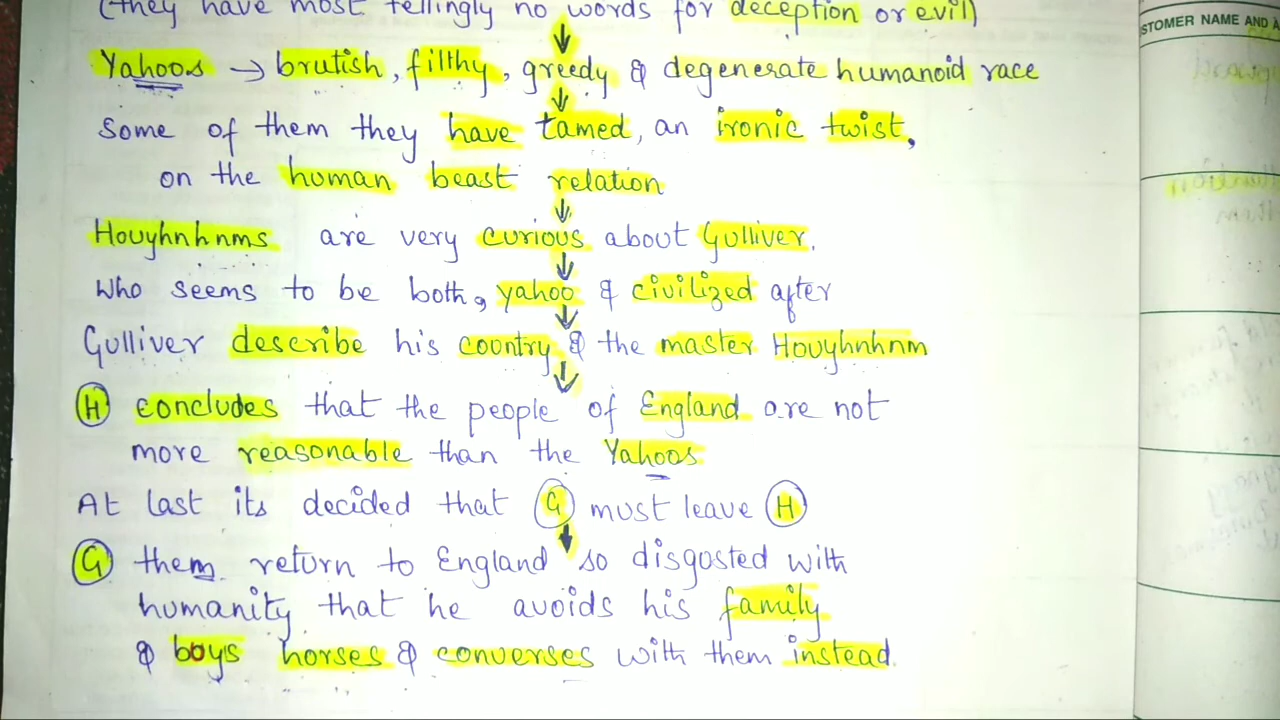 (they have most tellingly no words for deception or evil)
Yahoos → brutish, filthy, greedy & degenerate humanoid race
Some of them they have tamed, an ironic twist,
on the human beast relation
Houyhnhnms are very curious about Gulliver.
Who seems to be both, yahoo & civilized after
Gulliver describe his country & the master Houyhnhnm
H concludes that the people of England are not
more reasonable than the Yahoos
At last its decided that G must leave H
G them return to England so disgosted with
humanity that he avoids his family
& boys horses & converses with them instead.
STOMER NAME AND A